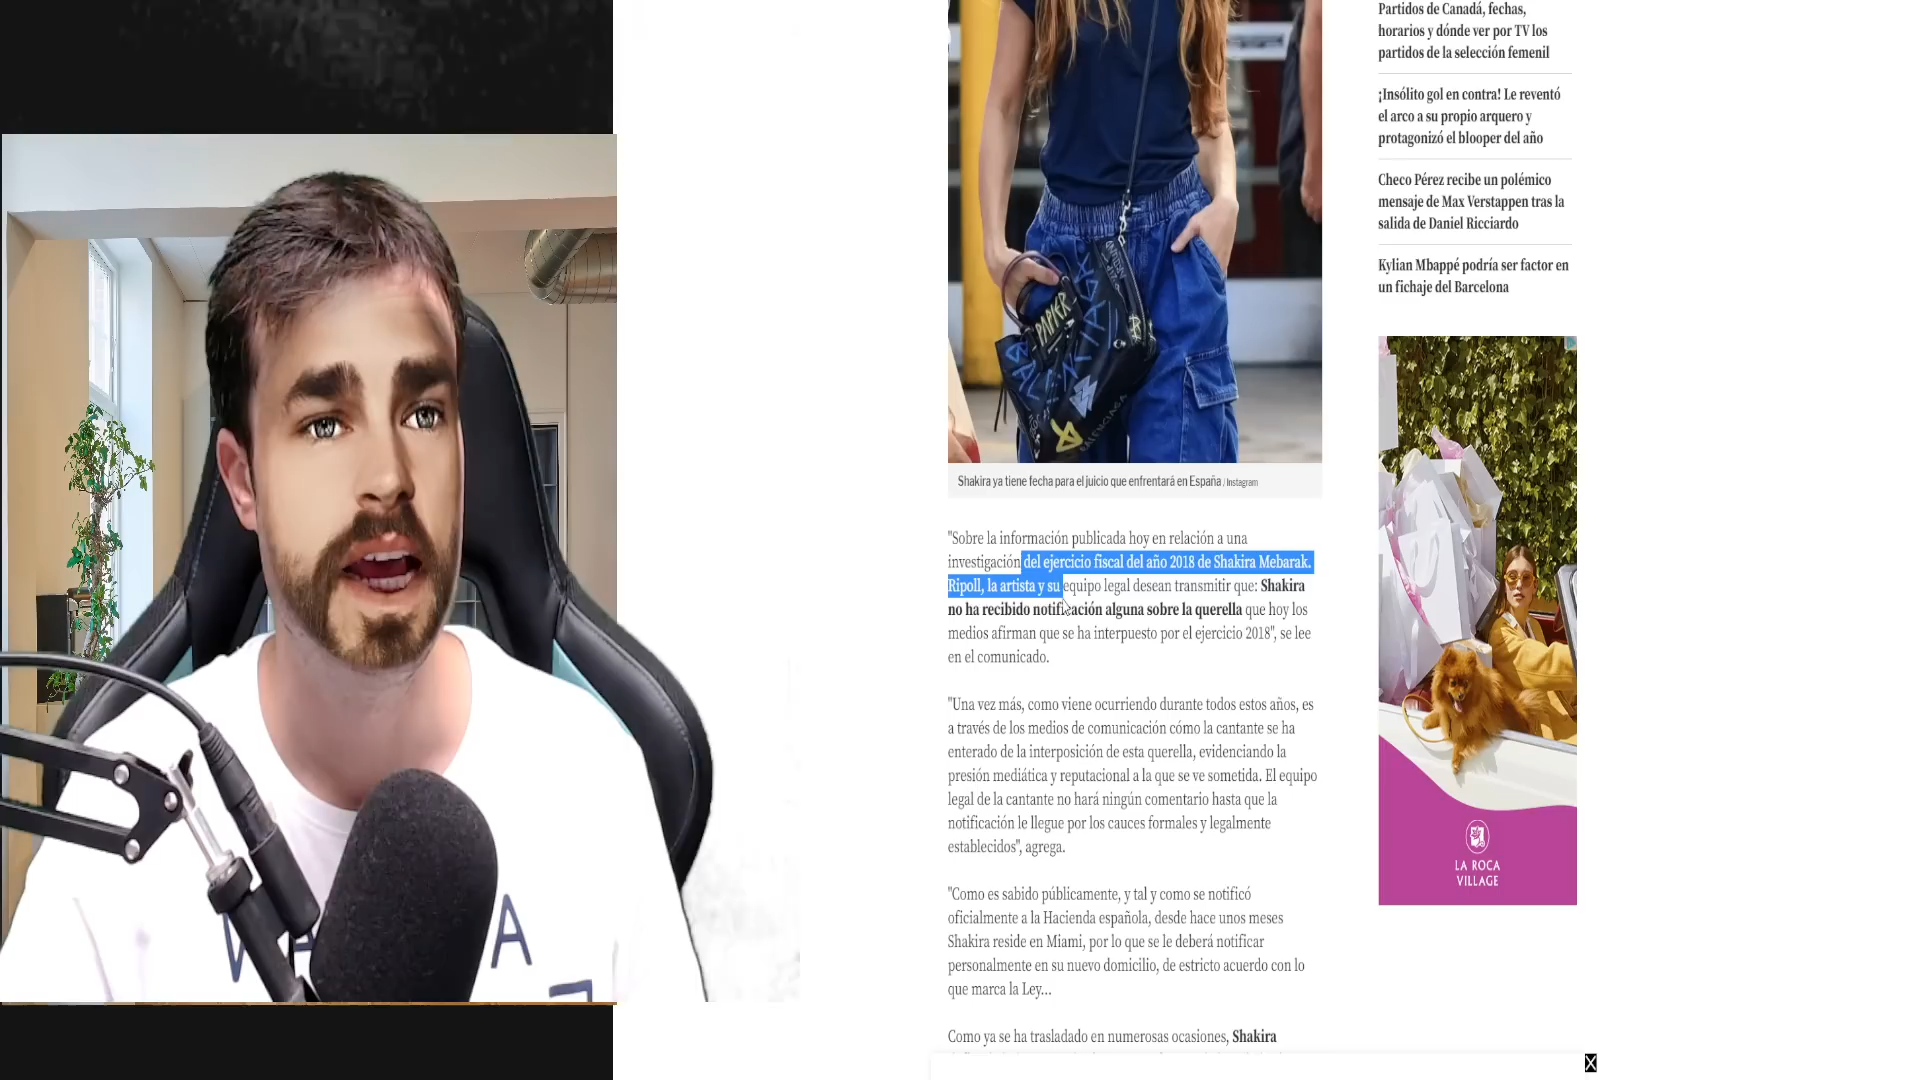 Partidos de Canadá, fechas,
horarios y dónde ver por TV los
partidos de la selección femenil
¡Insólito gol en contra! Le reventó
el arco a su propio arquero y
protagonizó el blooper del año
Checo Pérez recibe un polémico
mensaje de Max Verstappen tras la
salida de Daniel Ricciardo
Kylian Mbappé podría ser factor en
un fichaje del Barcelona
PAPIER
BALENCIAGA
Shakira ya tiene fecha para el juicio que enfrentará en España / Instagram
"Sobre la información publicada hoy en relación a una
investigación del ejercicio fiscal del año 2018 de Shakira Mebarak.
Ripoll, la artista y su equipo legal desean transmitir que: Shakira
no ha recibido notificación alguna sobre la querella que hoy los
medios afirman que se ha interpuesto por el ejercicio 2018", se lee
en el comunicado.
"Una vez más, como viene ocurriendo durante todos estos años, es
a través de los medios de comunicación cómo la cantante se ha
enterado de la interposición de esta querella, evidenciando la
presión mediática y reputacional a la que se ve sometida. El equipo
legal de la cantante no hará ningún comentario hasta que la
notificación le llegue por los cauces formales y legalmente
establecidos", agrega.
"Como es sabido públicamente, y tal y como se notificó
oficialmente a la Hacienda española, desde hace unos meses
Shakira reside en Miami, por lo que se le deberá notificar
personalmente en su nuevo domicilio, de estricto acuerdo con lo
que marca la Ley...
Como ya se ha trasladado en numerosas ocasiones, Shakira
LA ROCA
VILLAGE
X